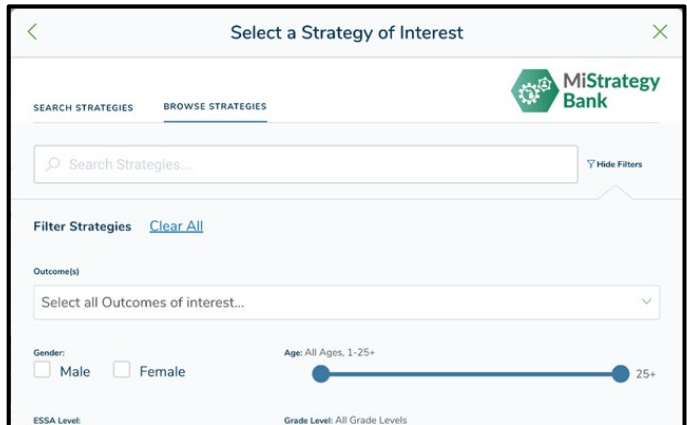 Select a Strategy of Interest
MiStrategy
Bank
SEARCH STRATEGIES BROWSE STRATEGIES
Search Strategies...
Hide Filters
Filter Strategies Clear All
Outcome(s)
Select all Outcomes of interest...
Gender: Age: All Ages, 1-25+
Male Female 25+
ESSA Level: Grade Level: All Grade Levels